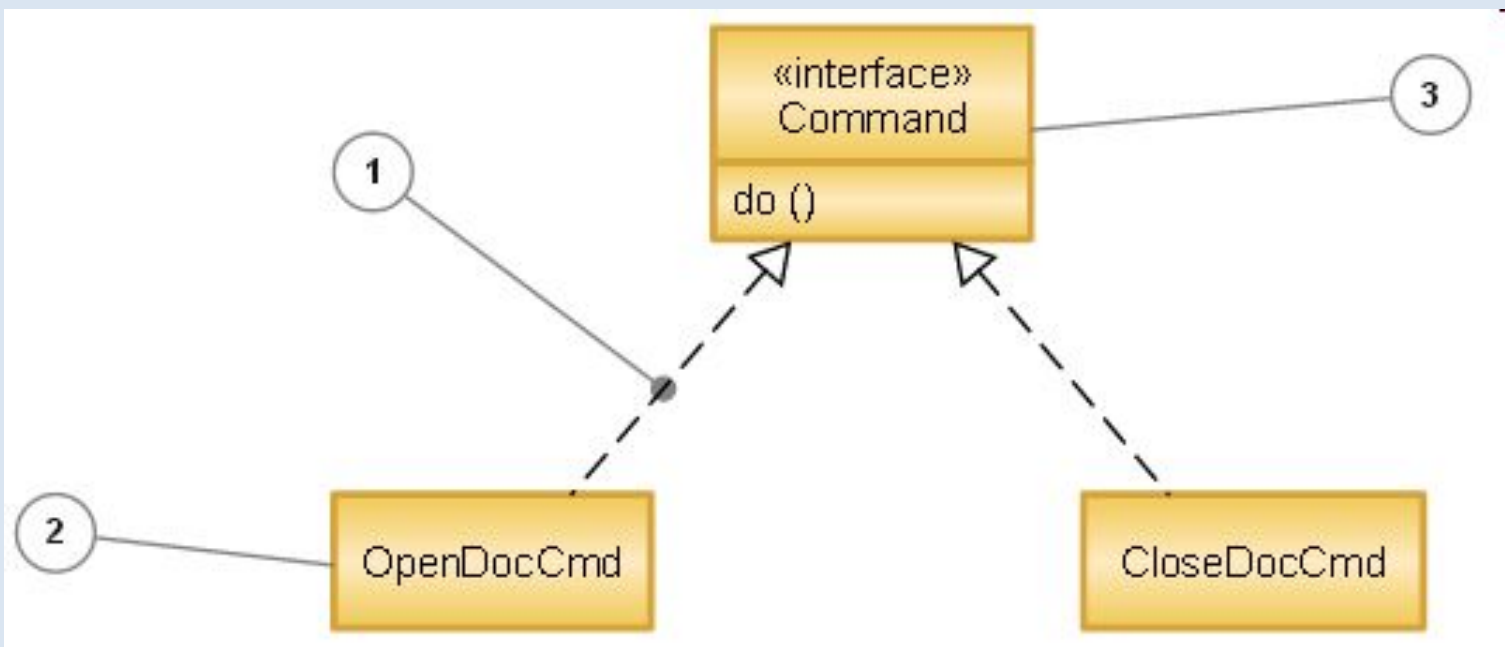 «interface»
Command
3
1
do ()
2
OpenDocCmd
CloseDocCmd